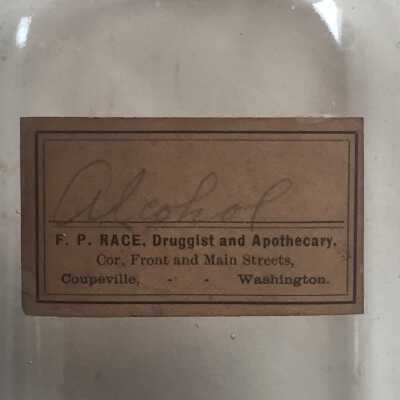 Alcohol
F. P. RACE, Druggist and Apothecary,
Cor, Front and Main Streets,
Coupeville, - - Washington.